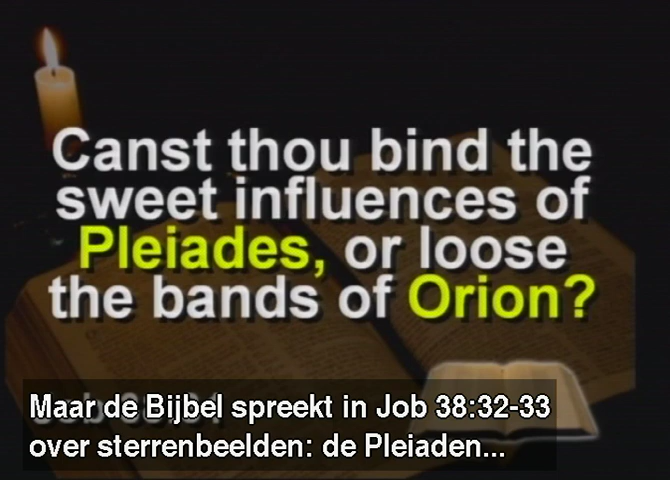 Canst thou bind the
sweet influences of
Pleiades, or loose
the bands of Orion?
Maar de Bijbel spreekt in Job 38:32-33
over sterrenbeelden: de Pleiaden...